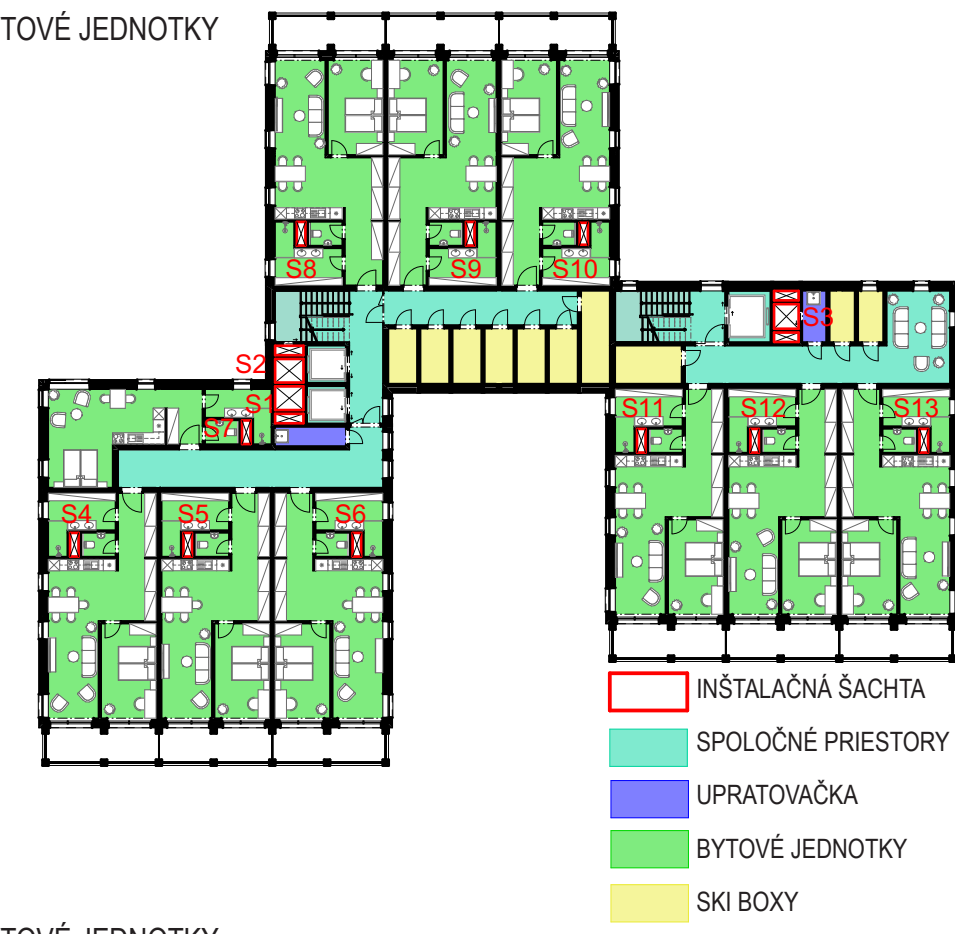 TOVÉ JEDNOTKY
S8
S9
S10
S3
S2
S1
S7
S11
S12
S13
S4
S5
S6
INŠTALAČNÁ ŠACHTA
SPOLOČNÉ PRIESTORY
UPRATOVAČKA
BYTOVÉ JEDNOTKY
SKI BOXY